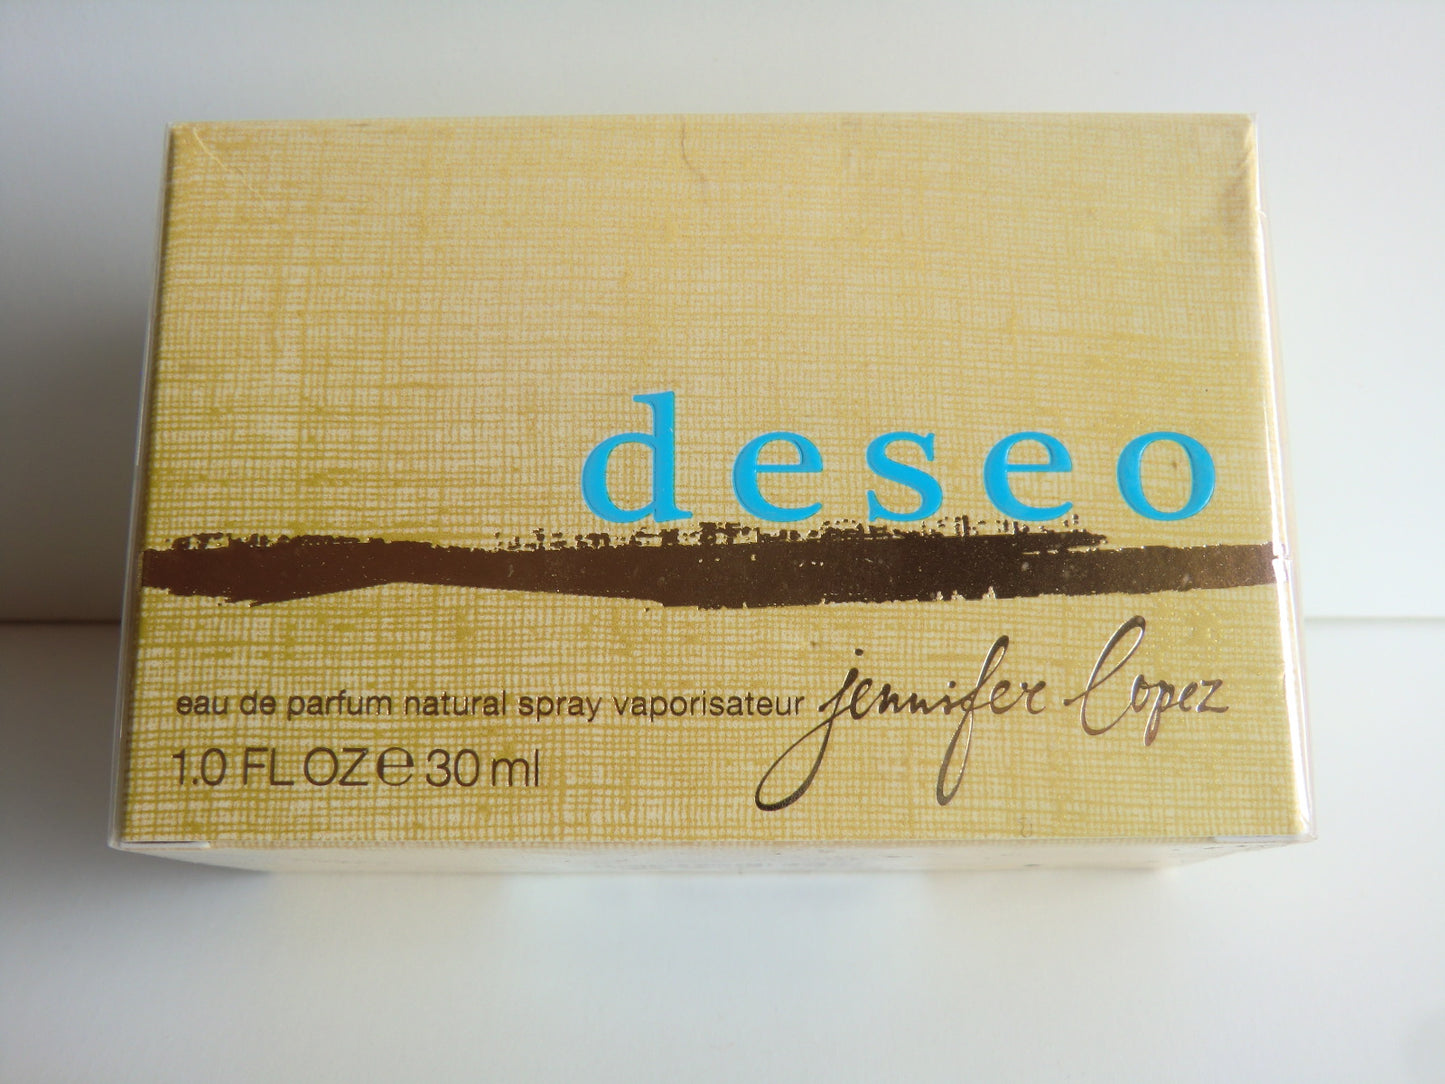 deseo
eau de parfum natural spray vaporisateur jennifer lopez
1.0 FL OZ ℮ 30 ml